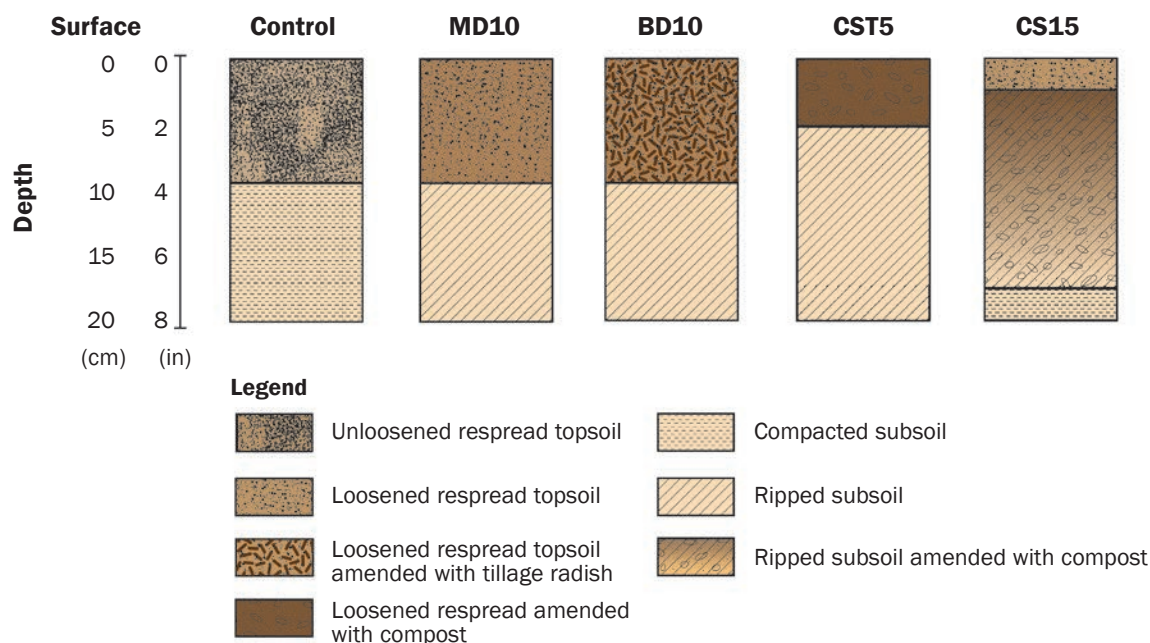 Surface Control MD10 BD10 CST5 CS15
0 0
5 2
10 4
15 6
20 8
(cm) (in)
Depth
Legend
Unloosened respread topsoil
Loosened respread topsoil
Loosened respread topsoil
amended with tillage radish
Loosened respread amended
with compost
Compacted subsoil
Ripped subsoil
Ripped subsoil amended with compost